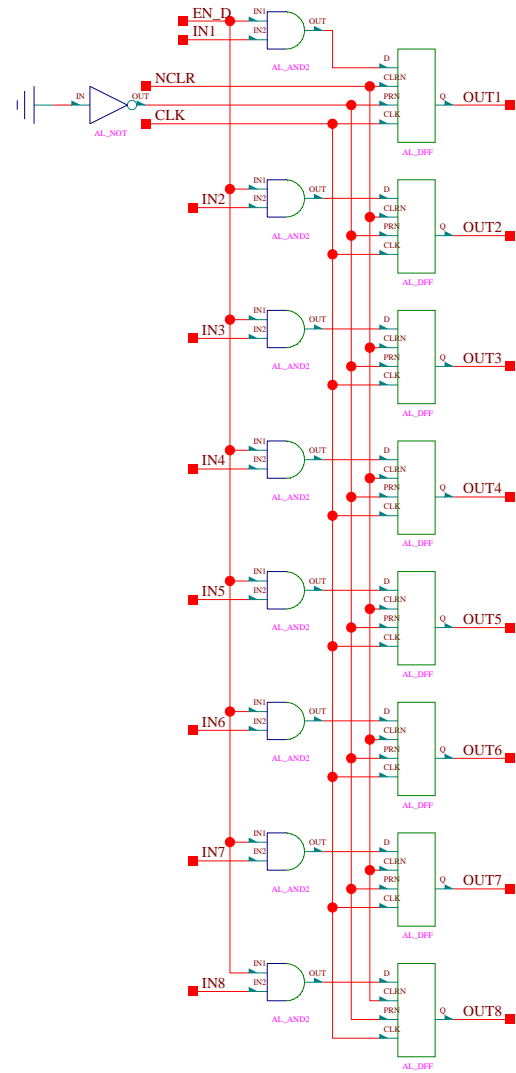 EN_D IN1 OUT
IN1 IN2
AL_AND2 D
NCLR CLRN
IN OUT PRN Q OUT1
CLK CLK
AL_NOT
AL_DFF
IN1 OUT D
IN2 IN2 CLRN
AL_AND2 PRN Q OUT2
CLK
AL_DFF
IN1 OUT D
IN3 IN2 CLRN
AL_AND2 PRN Q OUT3
CLK
AL_DFF
IN1 OUT D
IN4 IN2 CLRN
AL_AND2 PRN Q OUT4
CLK
AL_DFF
IN1 OUT D
IN5 IN2 CLRN
AL_AND2 PRN Q OUT5
CLK
AL_DFF
IN1 OUT D
IN6 IN2 CLRN
AL_AND2 PRN Q OUT6
CLK
AL_DFF
IN1 OUT D
IN7 IN2 CLRN
AL_AND2 PRN Q OUT7
CLK
AL_DFF
IN1 OUT D
IN8 IN2 CLRN
AL_AND2 PRN Q OUT8
CLK
AL_DFF